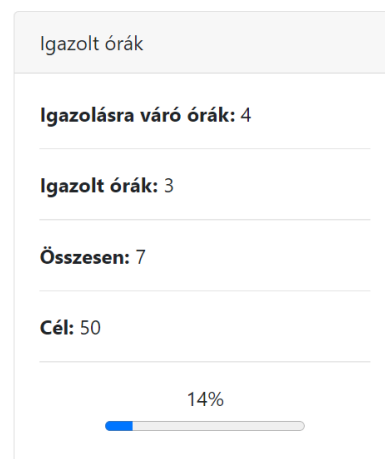 Igazolt órák
Igazolásra váró órák: 4
Igazolt órák: 3
Összesen: 7
Cél: 50
14%